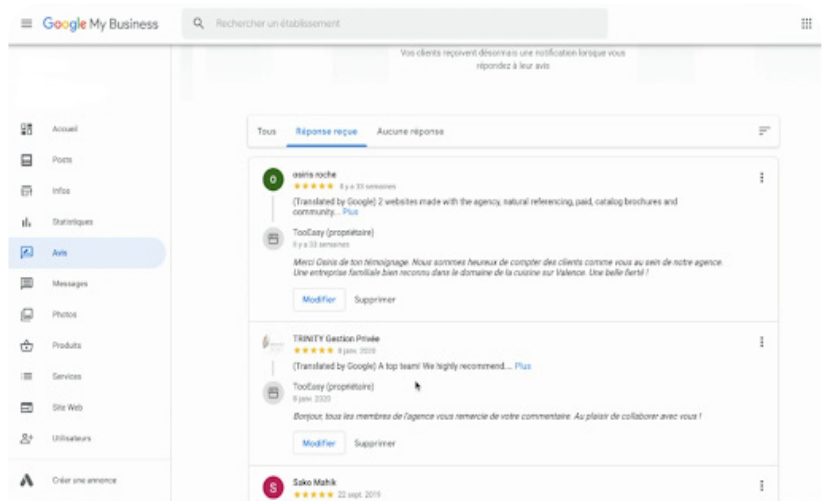 Google My Business
Rechercher un établissement
Vos clients reçoivent désormais une notification lorsque vous
répondez à leur avis
Accueil
Posts
Infos
Statistiques
Avis
Messages
Photos
Produits
Services
Site Web
Utilisateurs
Créer une annonce
Tous Réponse reçue Aucune réponse
O
osiris roche
Il y a 33 semaines
(Translated by Google) 2 websites made with the agency, natural referencing, paid, catalog brochures and
community... Plus
TooEasy (propriétaire)
Il y a 33 semaines
Merci Osiris de ton témoignage. Nous sommes heureux de compter des clients comme vous au sein de notre agence.
Une entreprise familiale bien reconnu dans le domaine de la cuisine sur Valence. Une belle fierté !
Modifier Supprimer
TRINITY Gestion Privée
8 janv. 2020
(Translated by Google) A top team! We highly recommend.... Plus
TooEasy (propriétaire)
8 janv. 2020
Bonjour, tous les membres de l'agence vous remercie de votre commentaire. Au plaisir de collaborer avec vous !
Modifier Supprimer
S
Sako Mahik
22 sept. 2019